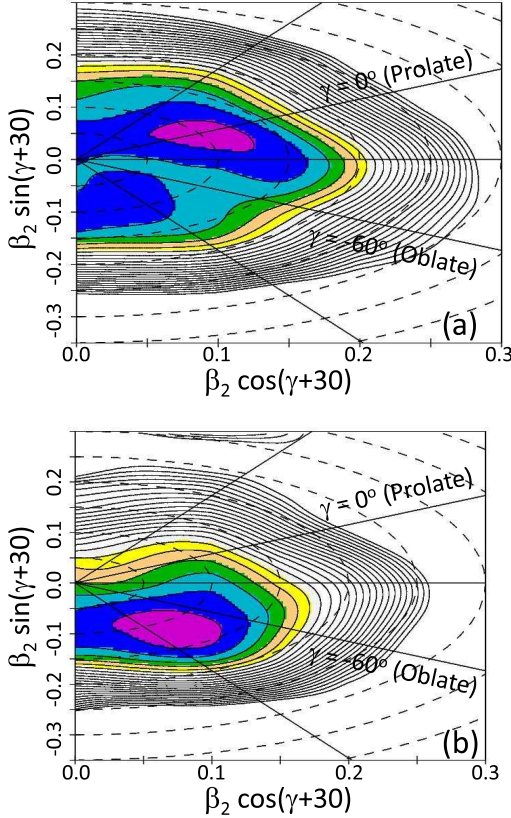 0.2
0.1
0.0
-0.1
-0.2
-0.3
β₂ sin(γ+30)
γ = 0° (Prolate)
γ = -60° (Oblate)
(a)
0.0 0.1 0.2 0.3
β₂ cos(γ+30)
0.2
0.1
0.0
-0.1
-0.2
-0.3
β₂ sin(γ+30)
γ = 0° (Prolate)
γ = -60° (Oblate)
(b)
0.0 0.1 0.2 0.3
β₂ cos(γ+30)